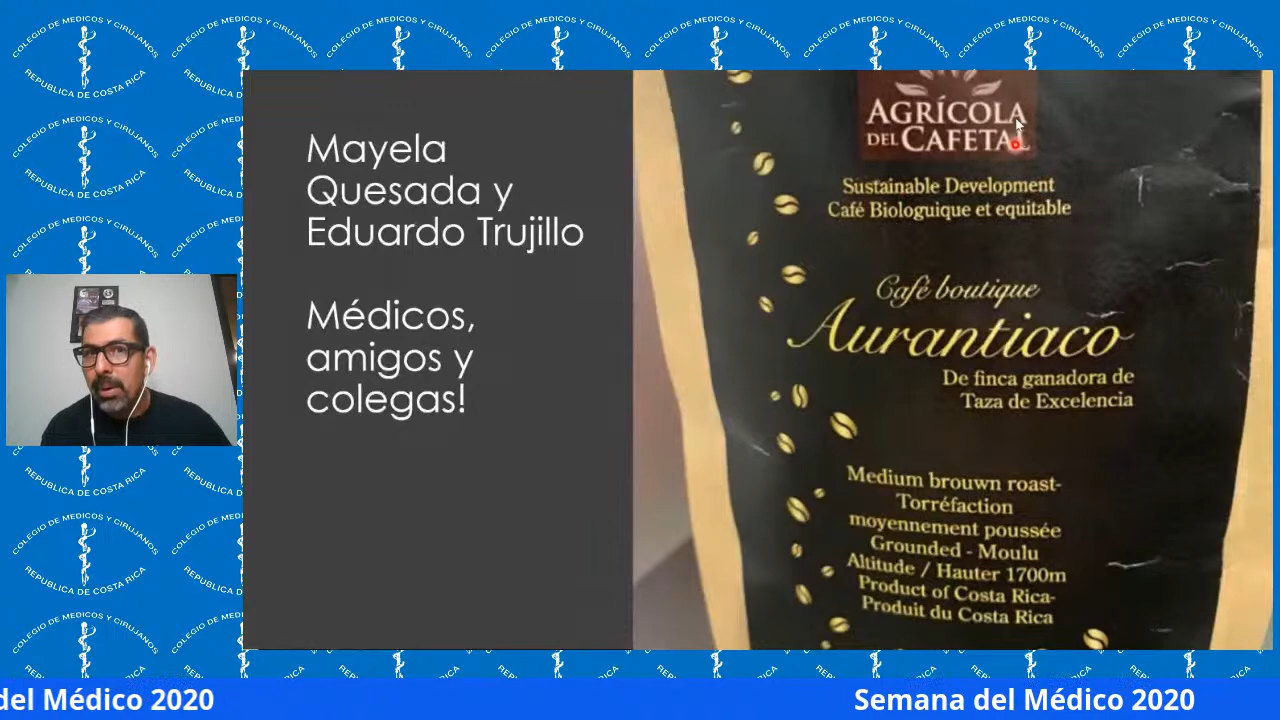 COLEGIO DE MEDICOS Y CIRUJANOS
REPUBLICA DE COSTA RICA
Mayela
Quesada y
Eduardo Trujillo
Médicos,
amigos y
colegas!
AGRÍCOLA
DEL CAFETAL
Sustainable Development
Café Biologuique et equitable
Café boutique
Aurantiaco
De finca ganadora de
Taza de Excelencia
Medium brouwn roast-
Torréfaction
moyennement poussée
Grounded - Moulu
Altitude / Hauter 1700m
Product of Costa Rica-
Produit du Costa Rica
del Médico 2020
Semana del Médico 2020